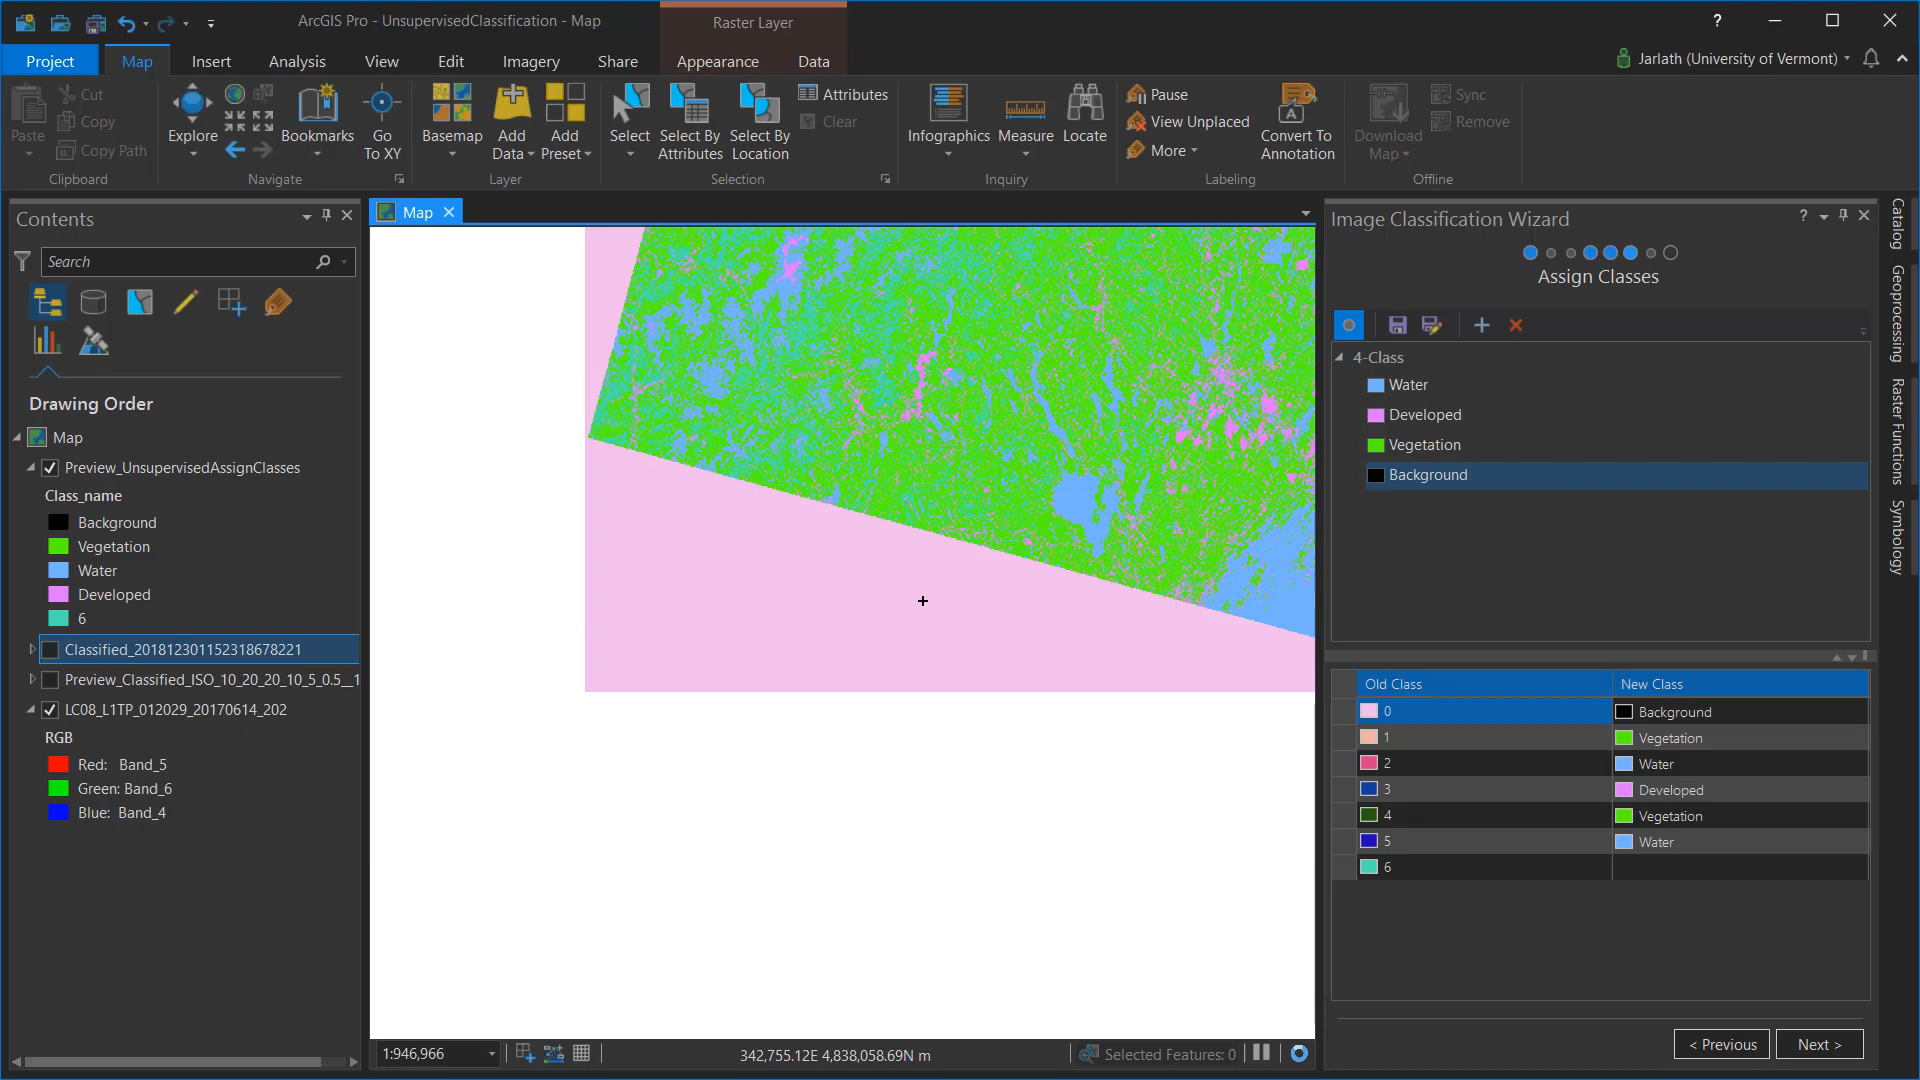 ArcGIS Pro - UnsupervisedClassification - Map
Raster Layer
?
Project
Map
Insert
Analysis
View
Edit
Imagery
Share
Appearance
Data
Jarlath (University of Vermont)
Paste
Cut
Copy
Copy Path
Clipboard
Explore
Bookmarks
Go
To XY
Navigate
Basemap
Add
Data
Add
Preset
Layer
Select
Select By
Attributes
Select By
Location
Attributes
Clear
Selection
Infographics
Measure
Locate
Inquiry
Pause
View Unplaced
More
Convert To
Annotation
Labeling
Download
Map
Sync
Remove
Offline
Contents
Search
Drawing Order
Map
Preview_UnsupervisedAssignClasses
Class_name
Background
Vegetation
Water
Developed
6
Classified_201812301152318678221
Preview_Classified_ISO_10_20_20_10_5_0.5__1
LC08_L1TP_012029_20170614_202
RGB
Red: Band_5
Green: Band_6
Blue: Band_4
Map
1:946,966
342,755.12E 4,838,058.69N m
Selected Features: 0
Image Classification Wizard
?
Assign Classes
4-Class
Water
Developed
Vegetation
Background
Old Class New Class
0 Background
1 Vegetation
2 Water
3 Developed
4 Vegetation
5 Water
6
< Previous
Next >
Catalog
Geoprocessing
Raster Functions
Symbology